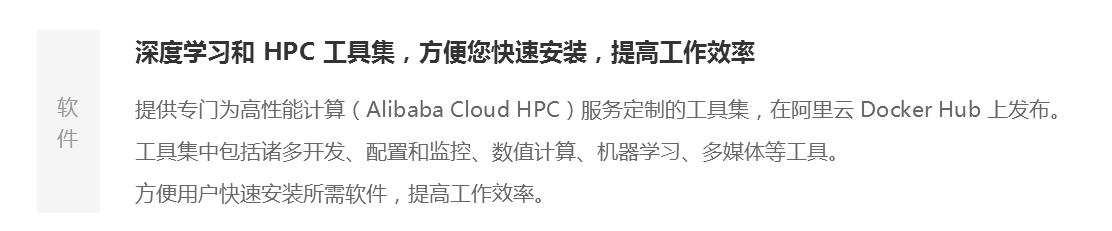 深度学习和 HPC 工具集，方便您快速安装，提高工作效率
软
件
提供专门为高性能计算（Alibaba Cloud HPC）服务定制的工具集，在阿里云 Docker Hub 上发布。
工具集中包括诸多开发、配置和监控、数值计算、机器学习、多媒体等工具。
方便用户快速安装所需软件，提高工作效率。